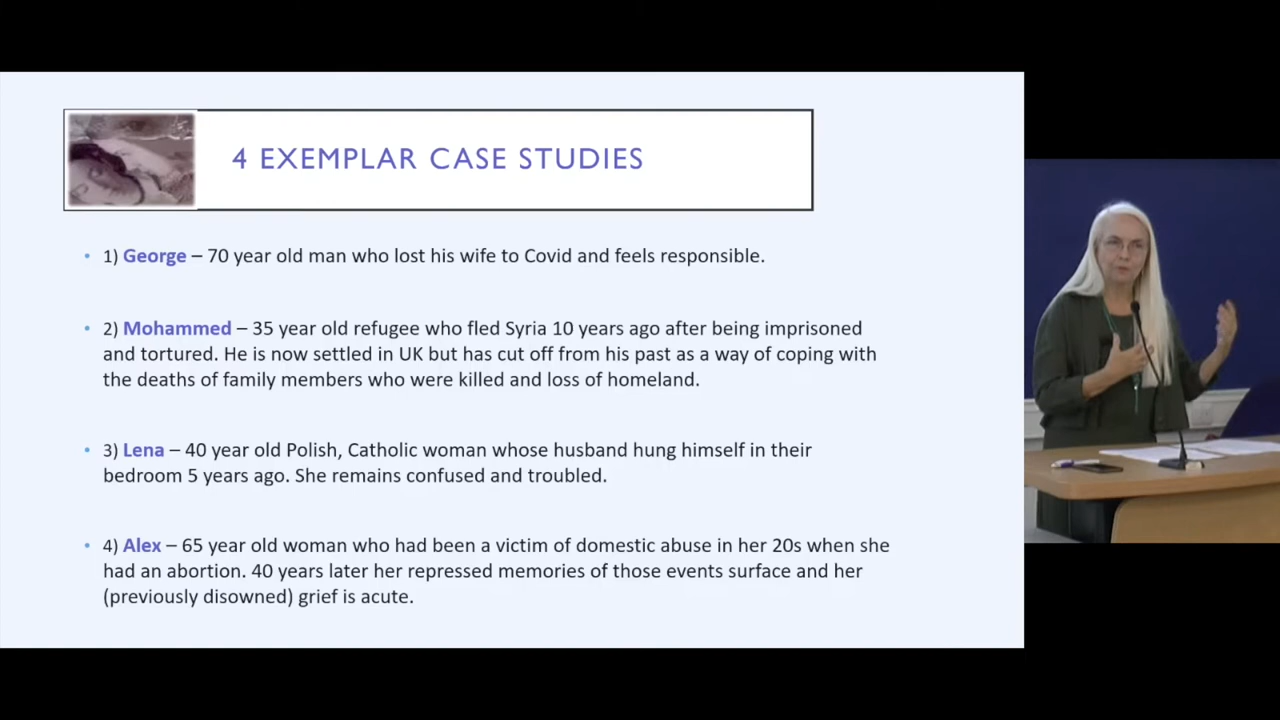 4 EXEMPLAR CASE STUDIES
• 1) George – 70 year old man who lost his wife to Covid and feels responsible.
• 2) Mohammed – 35 year old refugee who fled Syria 10 years ago after being imprisoned
and tortured. He is now settled in UK but has cut off from his past as a way of coping with
the deaths of family members who were killed and loss of homeland.
• 3) Lena – 40 year old Polish, Catholic woman whose husband hung himself in their
bedroom 5 years ago. She remains confused and troubled.
• 4) Alex – 65 year old woman who had been a victim of domestic abuse in her 20s when she
had an abortion. 40 years later her repressed memories of those events surface and her
(previously disowned) grief is acute.